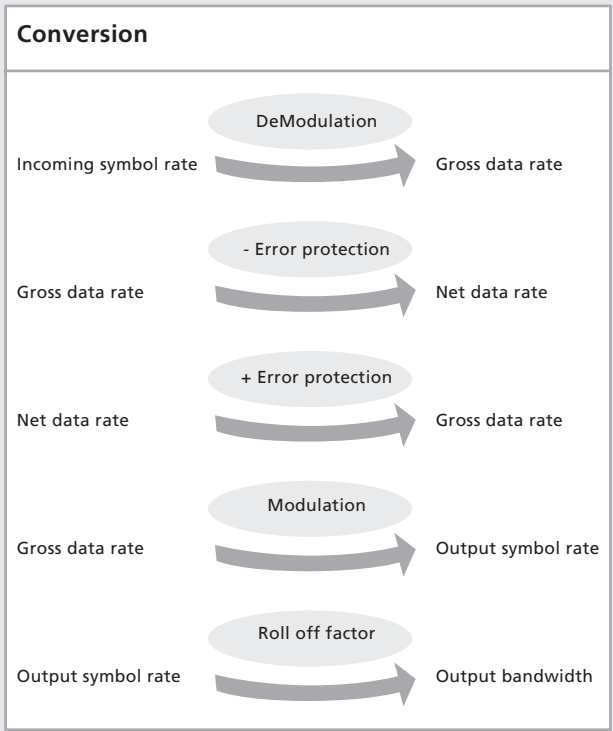 Conversion
DeModulation
Incoming symbol rate
Gross data rate
- Error protection
Gross data rate
Net data rate
+ Error protection
Net data rate
Gross data rate
Modulation
Gross data rate
Output symbol rate
Roll off factor
Output symbol rate
Output bandwidth